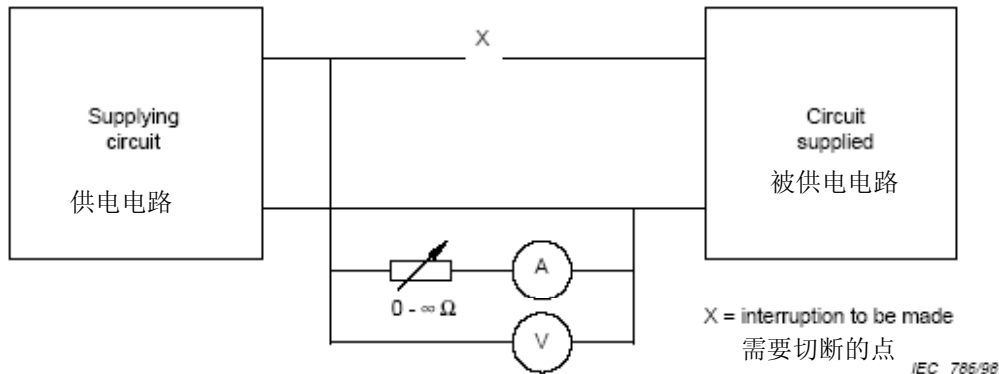 X
Supplying
circuit
供电电路
Circuit
supplied
被供电电路
A
0 - ∞ Ω
V
X = interruption to be made
需要切断的点
IEC 786/98